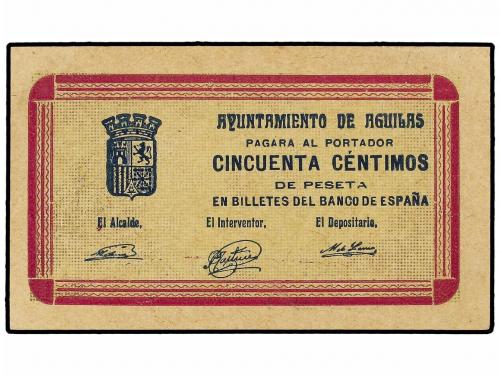 AYUNTAMIENTO DE AGUILAS
PAGARA AL PORTADOR
CINCUENTA CÉNTIMOS
DE PESETA
EN BILLETES DEL BANCO DE ESPAÑA
El Alcalde, El Interventor, El Depositario,